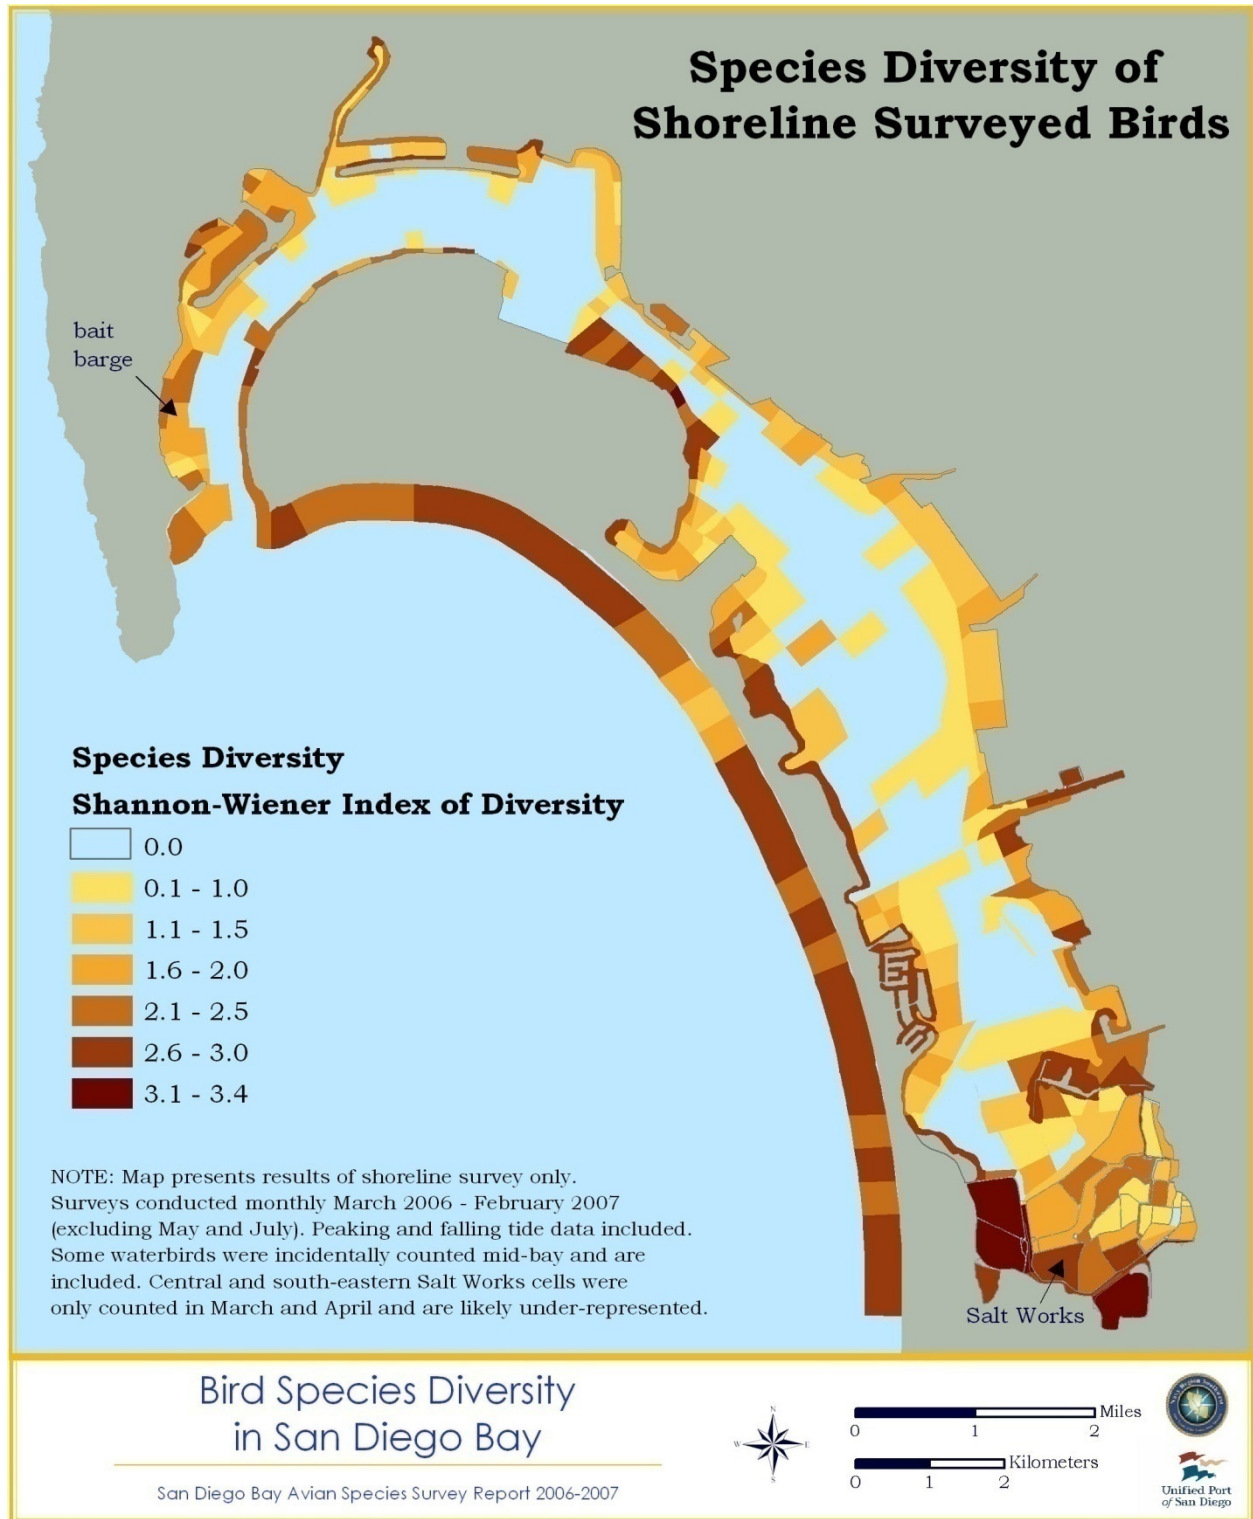 Species Diversity of
Shoreline Surveyed Birds
bait
barge
Species Diversity
Shannon-Wiener Index of Diversity
0.0
0.1 - 1.0
1.1 - 1.5
1.6 - 2.0
2.1 - 2.5
2.6 - 3.0
3.1 - 3.4
NOTE: Map presents results of shoreline survey only.
Surveys conducted monthly March 2006 - February 2007
(excluding May and July). Peaking and falling tide data included.
Some waterbirds were incidentally counted mid-bay and are
included. Central and south-eastern Salt Works cells were
only counted in March and April and are likely under-represented.
Salt Works
Bird Species Diversity
in San Diego Bay
San Diego Bay Avian Species Survey Report 2006-2007
N
W E
S
Miles
0 1 2
Kilometers
0 1 2
Navy Region Southwest
Unified Port
of San Diego